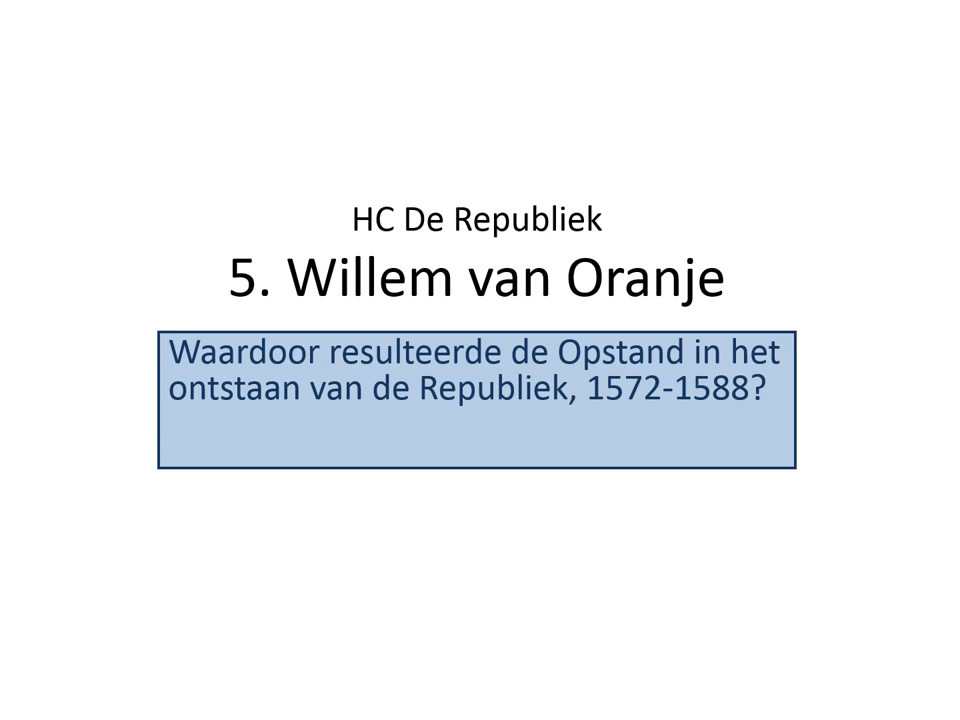 HC De Republiek
5. Willem van Oranje
Waardoor resulteerde de Opstand in het
ontstaan van de Republiek, 1572-1588?